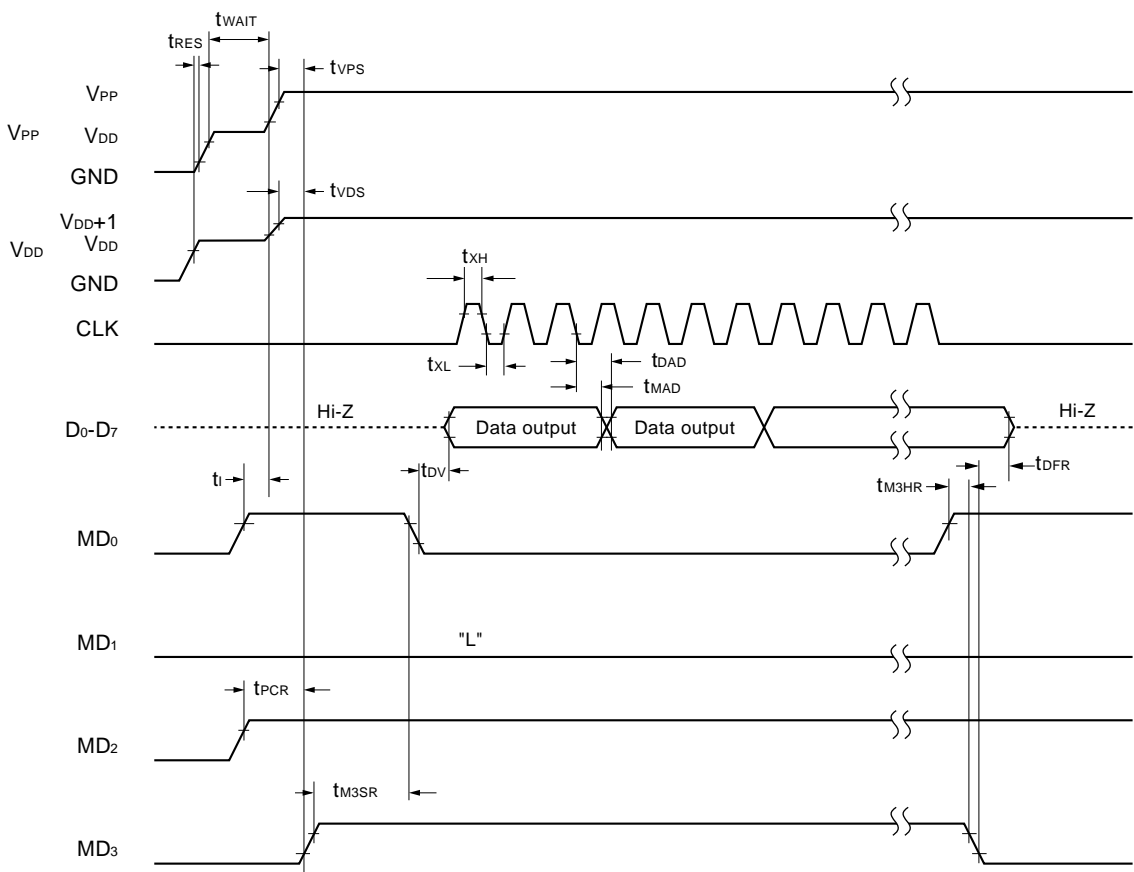 tWAIT
tRES
tVPS
VPP
VPP VDD
GND
tVDS
VDD+1
VDD VDD
GND
tXH
CLK
tXL
tDAD
tMAD
Hi-Z
Hi-Z
D0-D7
Data output
Data output
tI
tDV
tDFR
tM3HR
MD0
MD1
"L"
tPCR
MD2
tM3SR
MD3